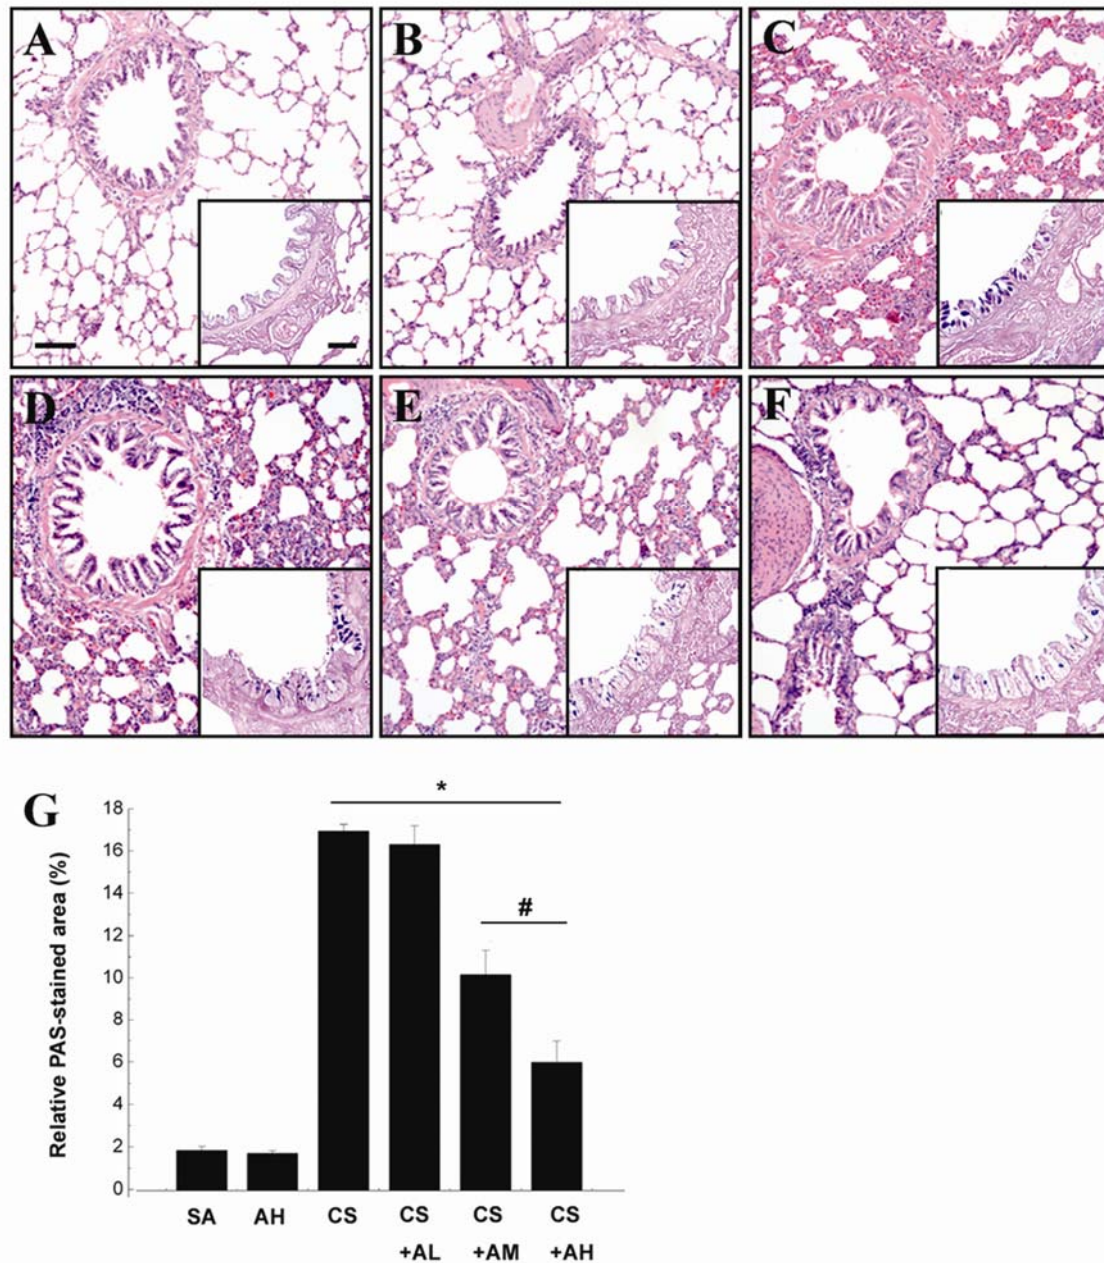 A
B
C
D
E
F
G
*
#
Relative PAS-stained area (%)
18
16
14
12
10
8
6
4
2
0
SA AH CS CS CS CS
+AL +AM +AH